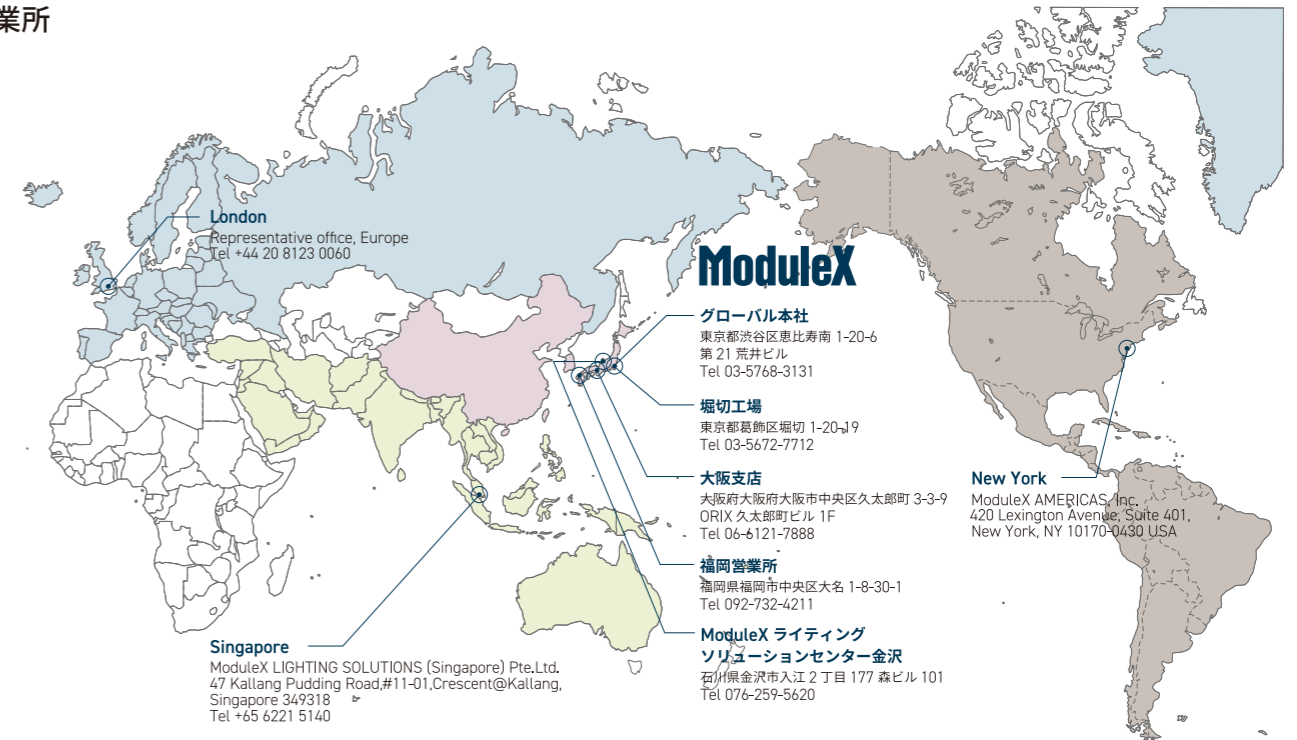 業所
London
Representative office, Europe
Tel +44 20 8123 0060
ModuleX
グローバル本社
東京都渋谷区恵比寿南 1-20-6
第 21 荒井ビル
Tel 03-5768-3131
堀切工場
東京都葛飾区堀切 1-20-19
Tel 03-5672-7712
大阪支店
大阪府大阪府大阪市中央区久太郎町 3-3-9
ORIX 久太郎町ビル 1F
Tel 06-6121-7888
福岡営業所
福岡県福岡市中央区大名 1-8-30-1
Tel 092-732-4211
ModuleX ライティング
ソリューションセンター金沢
石川県金沢市入江 2 丁目 177 森ビル 101
Tel 076-259-5620
New York
ModuleX AMERICAS, Inc.
420 Lexington Avenue, Suite 401,
New York, NY 10170-0430 USA
Singapore
ModuleX LIGHTING SOLUTIONS (Singapore) Pte.Ltd.
47 Kallang Pudding Road,#11-01,Crescent@Kallang,
Singapore 349318
Tel +65 6221 5140